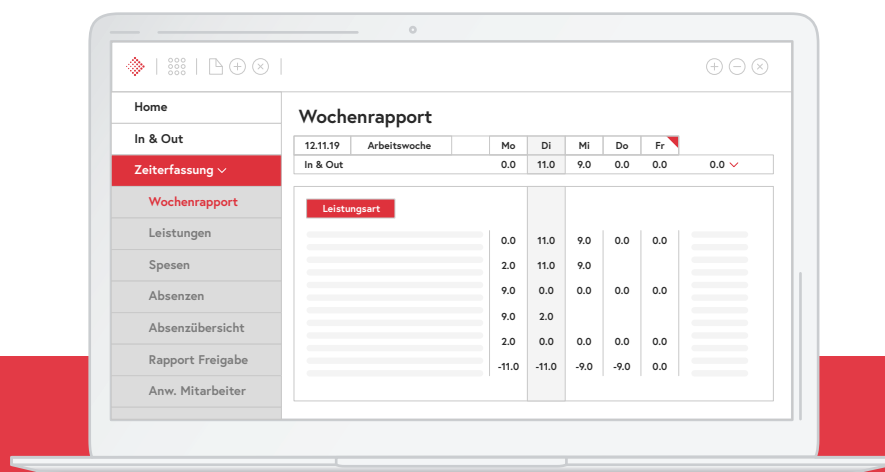 Home
In & Out
Zeiterfassung
Wochenrapport
Leistungen
Spesen
Absenzen
Absenzübersicht
Rapport Freigabe
Anw. Mitarbeiter
Wochenrapport
12.11.19 Arbeitswoche Mo Di Mi Do Fr
In & Out 0.0 11.0 9.0 0.0 0.0 0.0
Leistungsart
0.0 11.0 9.0 0.0 0.0
2.0 11.0 9.0
9.0 0.0 0.0 0.0 0.0
9.0 2.0
2.0 0.0 0.0 0.0 0.0
-11.0 -11.0 -9.0 -9.0 0.0